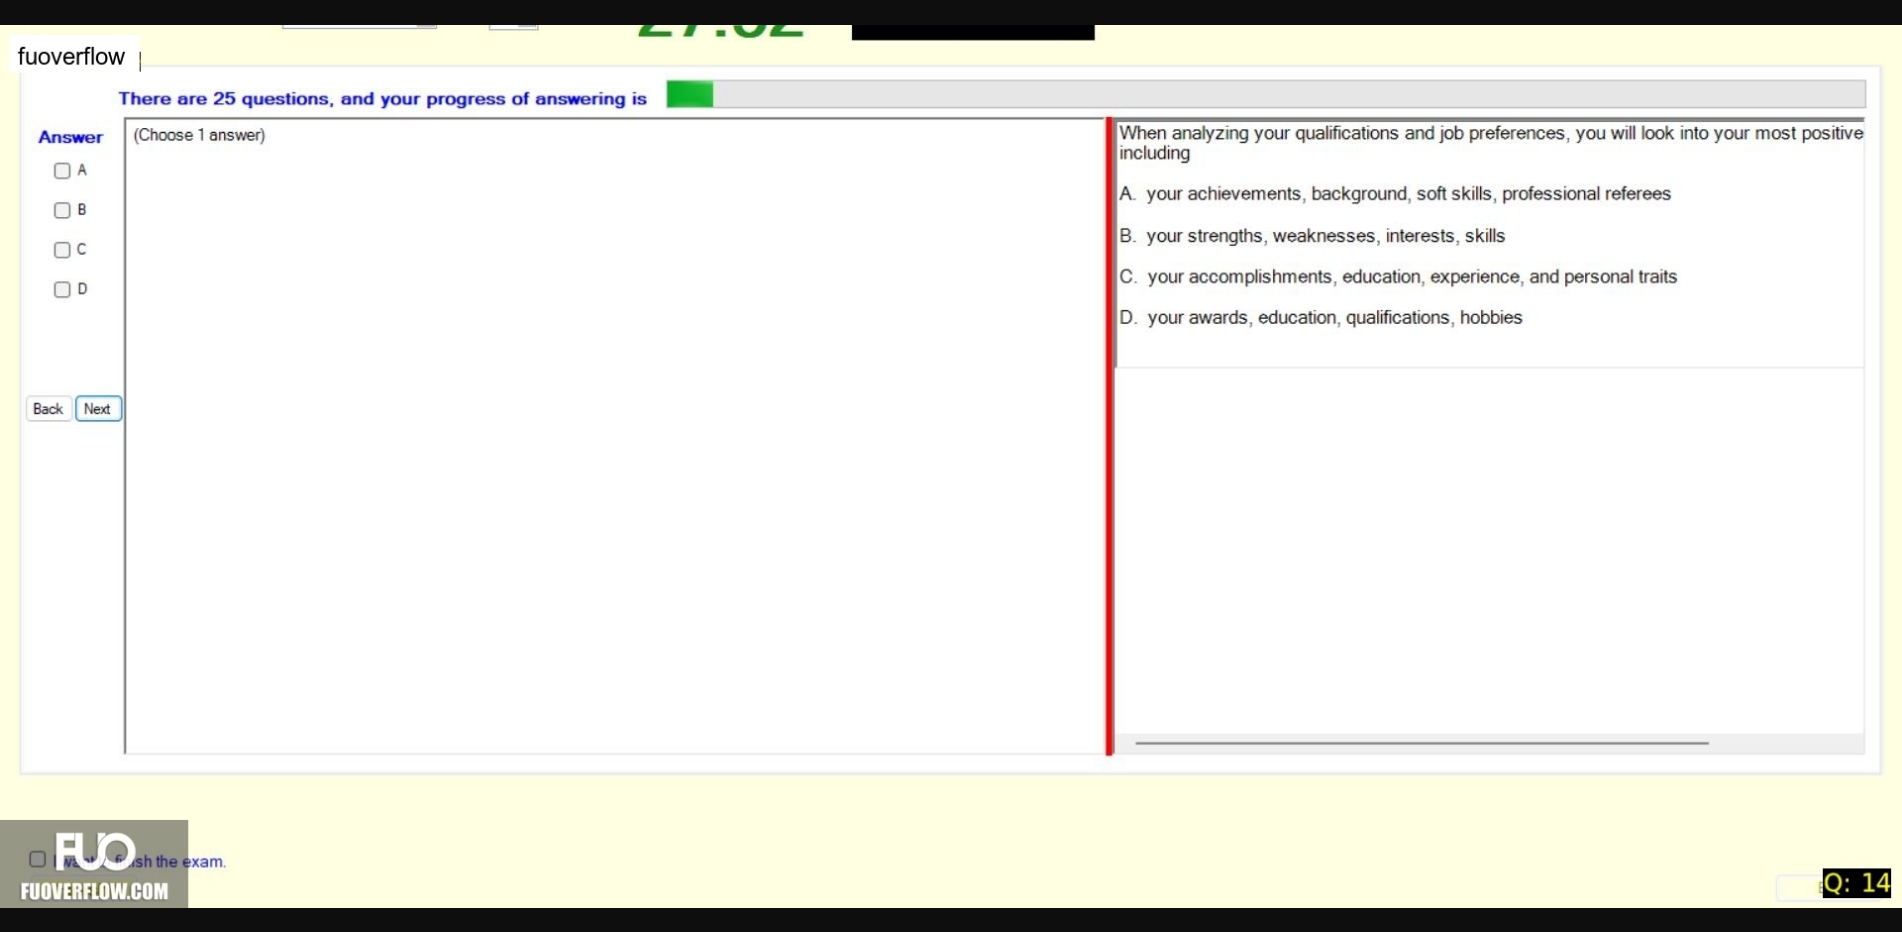 fuoverflow
There are 25 questions, and your progress of answering is
Answer
(Choose 1 answer)
A
B
C
D
Back Next
When analyzing your qualifications and job preferences, you will look into your most positive
including
A. your achievements, background, soft skills, professional referees
B. your strengths, weaknesses, interests, skills
C. your accomplishments, education, experience, and personal traits
D. your awards, education, qualifications, hobbies
FUO
the exam.
FUOVERFLOW.COM
Q: 14